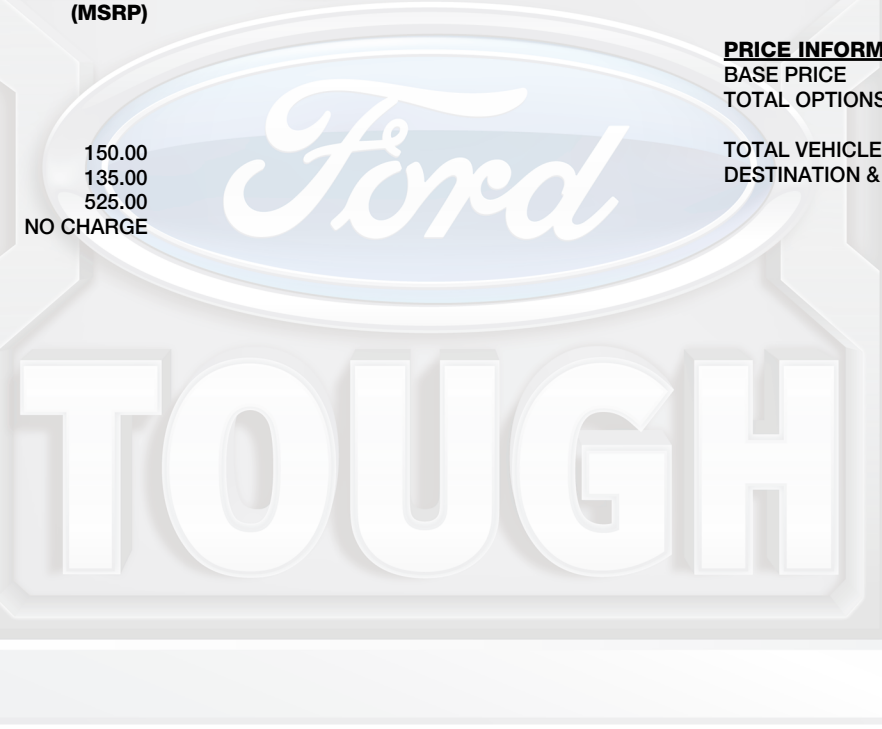 (MSRP)
150.00
135.00
525.00
NO CHARGE
PRICE INFORM
BASE PRICE
TOTAL OPTIONS
TOTAL VEHICLE
DESTINATION &
Ford
TOUGH